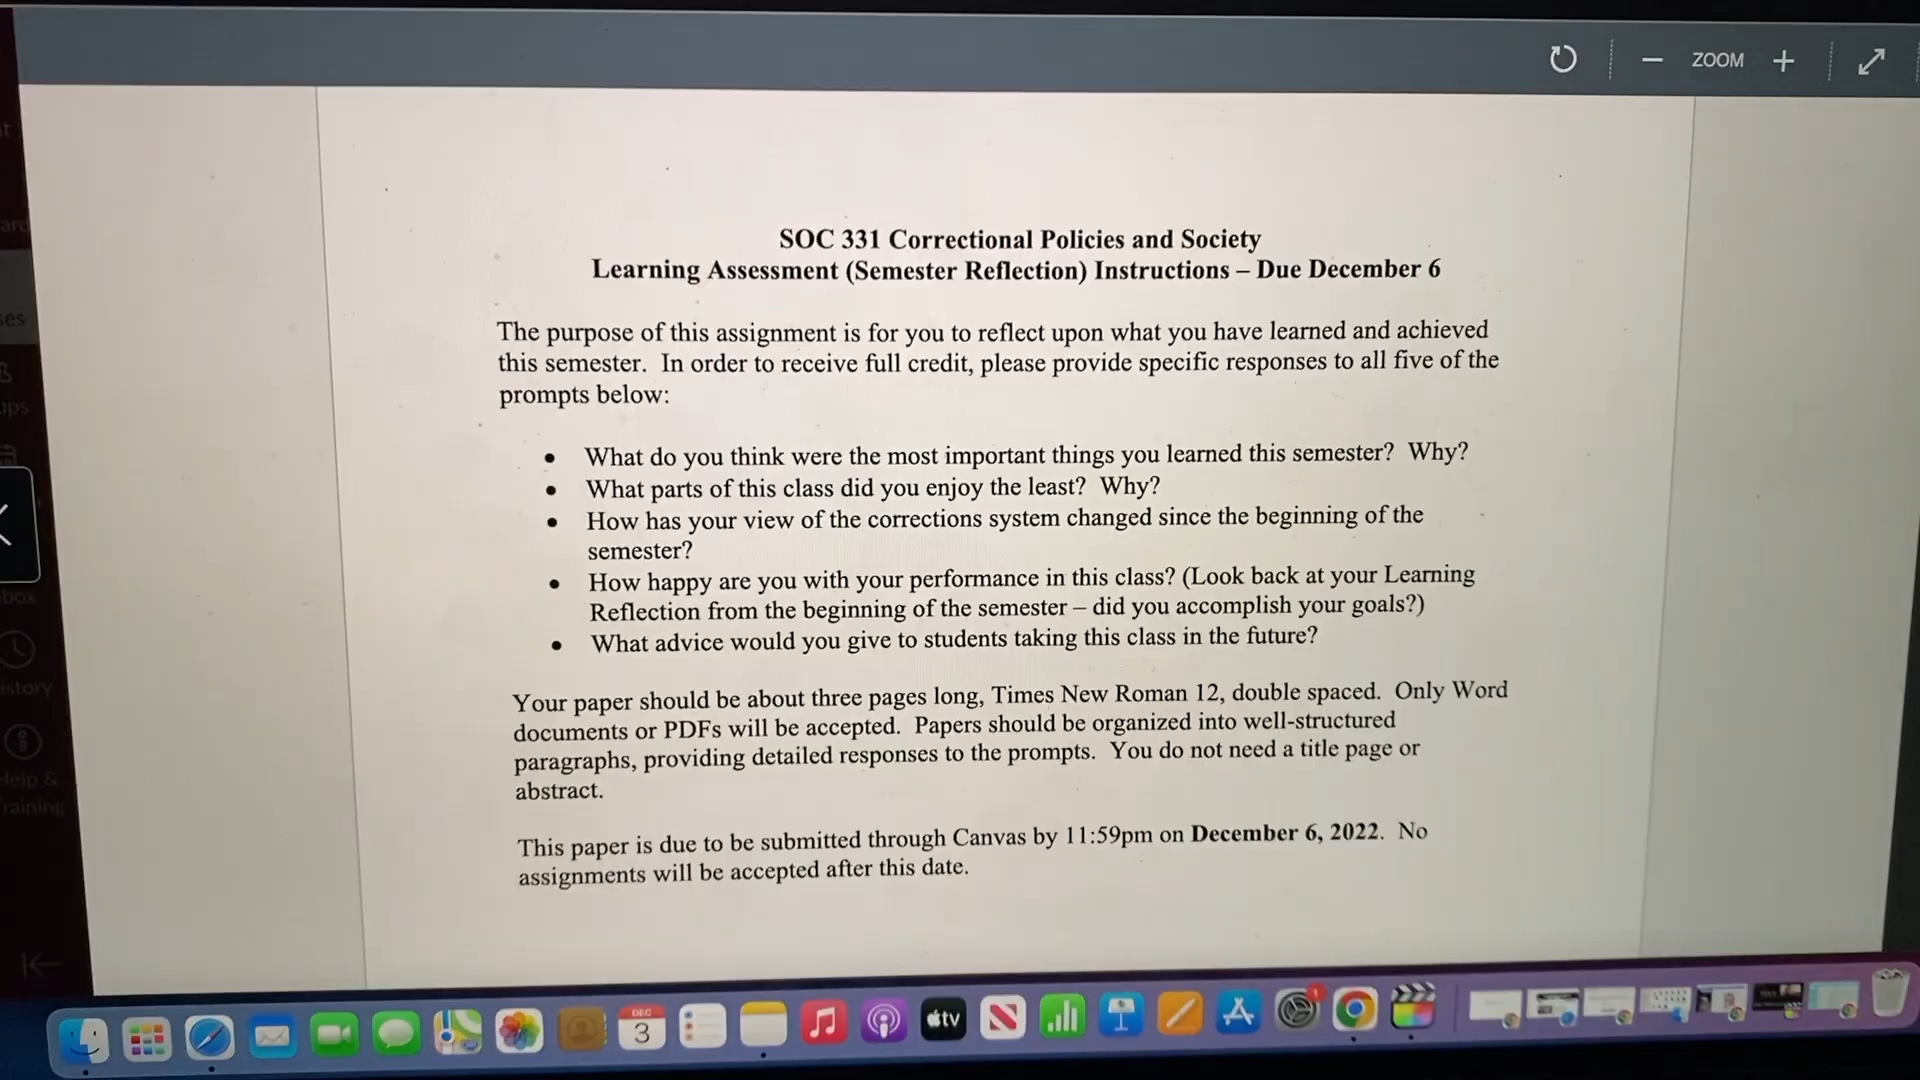 ZOOM
SOC 331 Correctional Policies and Society
Learning Assessment (Semester Reflection) Instructions – Due December 6
The purpose of this assignment is for you to reflect upon what you have learned and achieved
this semester.  In order to receive full credit, please provide specific responses to all five of the
prompts below:
• What do you think were the most important things you learned this semester?  Why?
• What parts of this class did you enjoy the least?  Why?
• How has your view of the corrections system changed since the beginning of the
semester?
• How happy are you with your performance in this class? (Look back at your Learning
Reflection from the beginning of the semester – did you accomplish your goals?)
• What advice would you give to students taking this class in the future?
Your paper should be about three pages long, Times New Roman 12, double spaced.  Only Word
documents or PDFs will be accepted.  Papers should be organized into well-structured
paragraphs, providing detailed responses to the prompts.  You do not need a title page or
abstract.
This paper is due to be submitted through Canvas by 11:59pm on December 6, 2022.  No
assignments will be accepted after this date.
ses
ups
box
istory
Help &
raining
DEC
3
tv
1